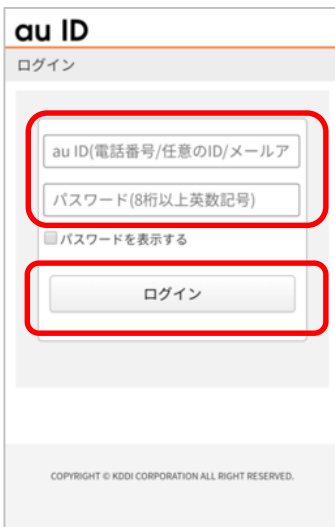 au ID
ログイン
au ID(電話番号/任意のID/メールア
パスワード(8桁以上英数記号)
パスワードを表示する
ログイン
COPYRIGHT © KDDI CORPORATION ALL RIGHT RESERVED.